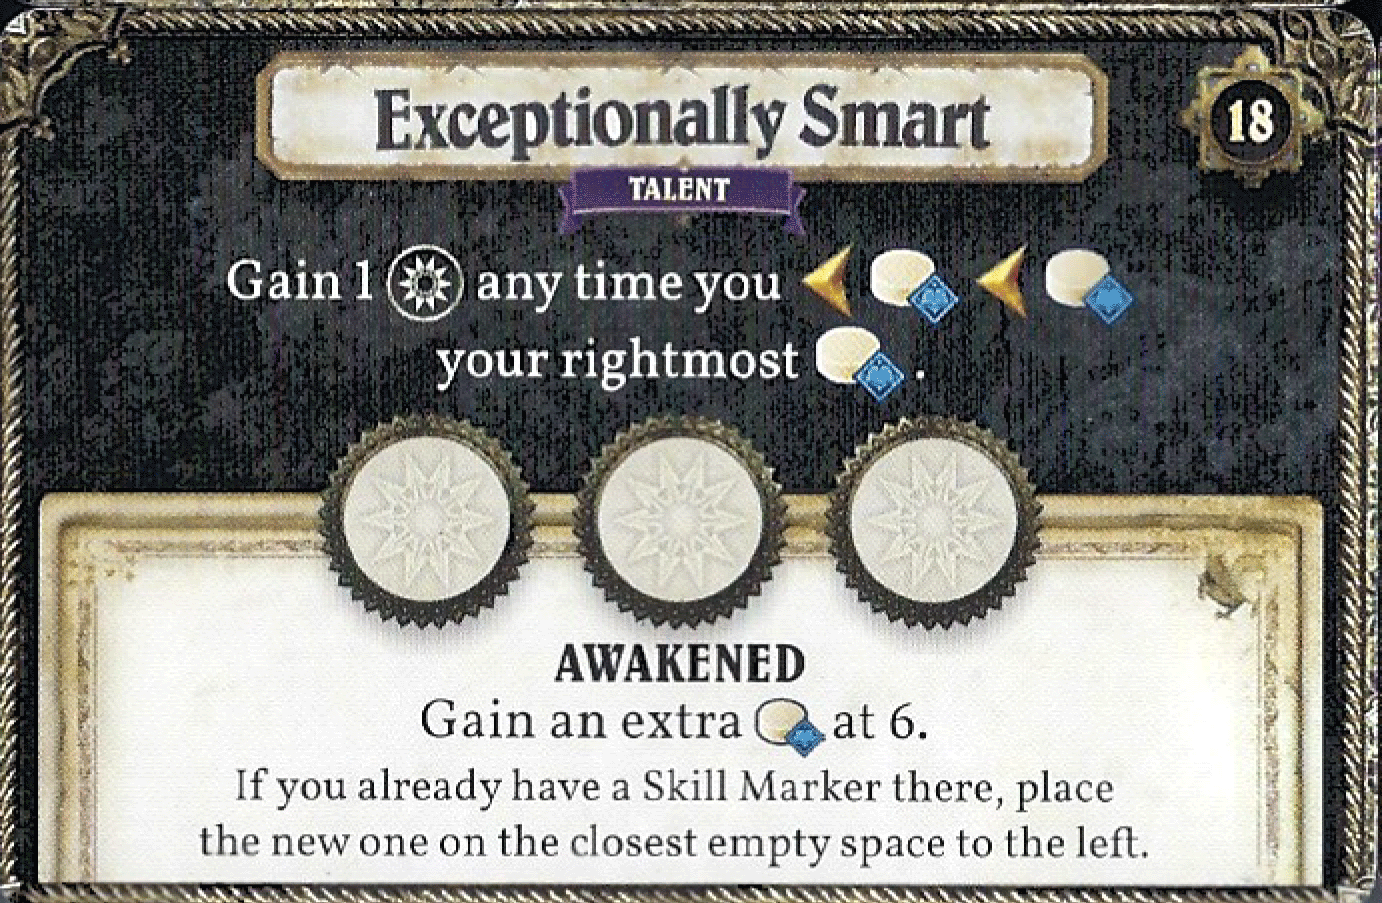 Exceptionally Smart
18
TALENT
Gain 1 any time you
your rightmost .
AWAKENED
Gain an extra at 6.
If you already have a Skill Marker there, place
the new one on the closest empty space to the left.